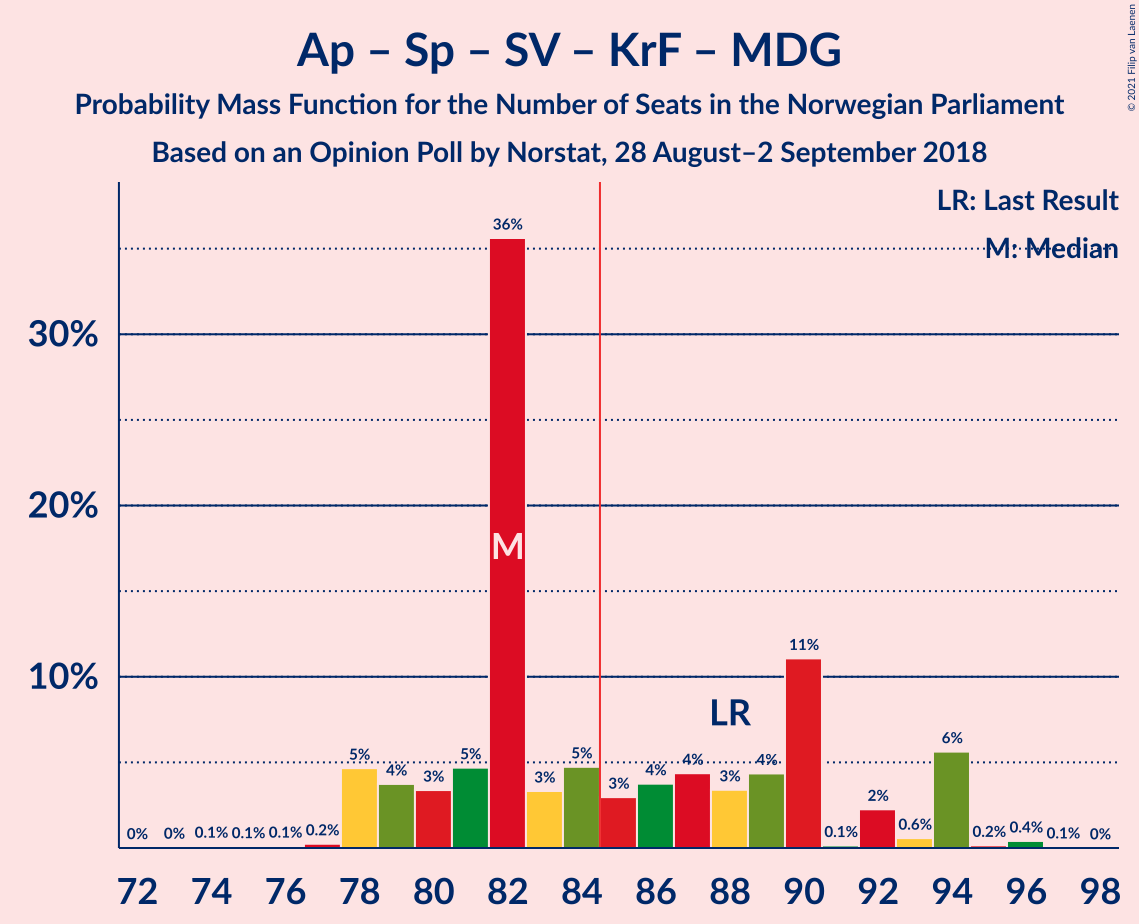 Ap – Sp – SV – KrF – MDG
Probability Mass Function for the Number of Seats in the Norwegian Parliament
Based on an Opinion Poll by Norstat, 28 August–2 September 2018
© 2021 Filip van Laenen
LR: Last Result
M: Median
30%
20%
10%
0% 0% 0.1% 0.1% 0.1% 0.2% 5% 4% 3% 5% 36% 3% 5% 3% 4% 4% 3% 4% 11% 0.1% 2% 0.6% 6% 0.2% 0.4% 0.1% 0%
M
LR
72 74 76 78 80 82 84 86 88 90 92 94 96 98